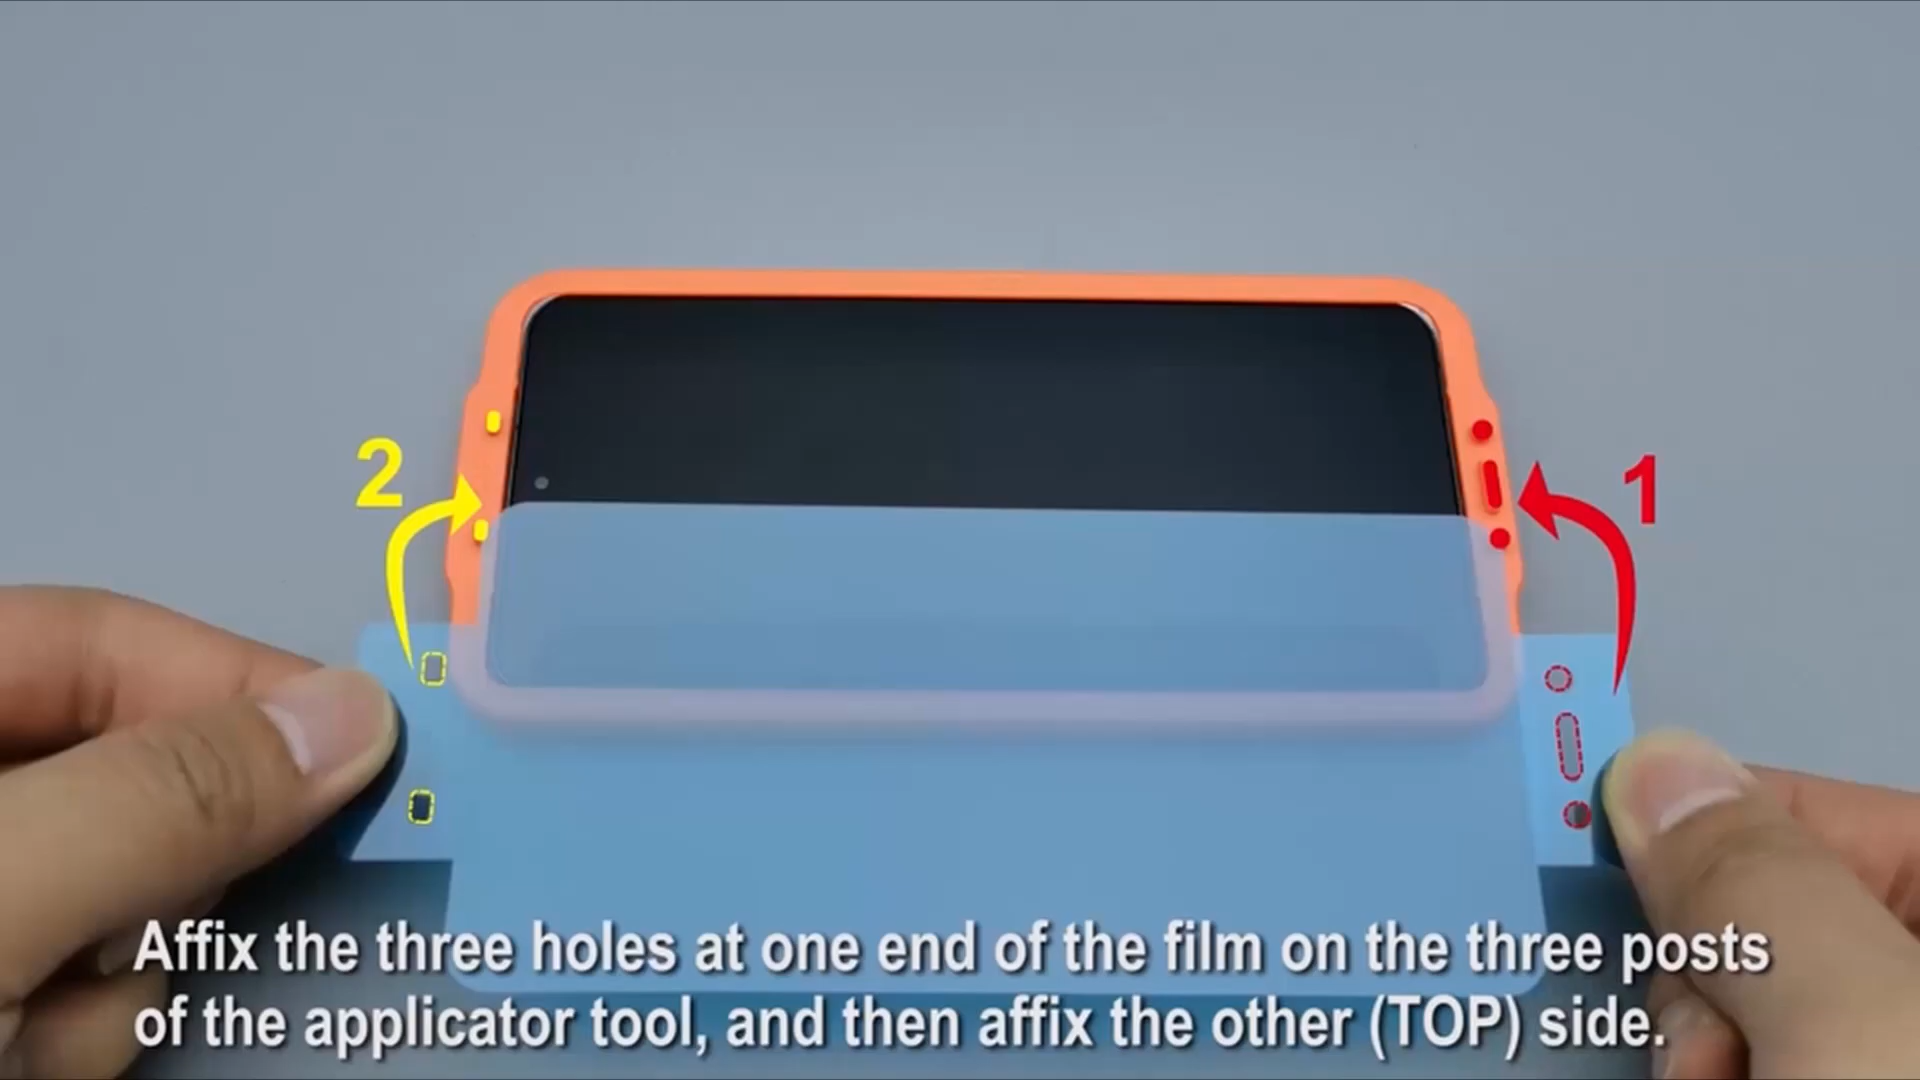 2
1
Affix the three holes at one end of the film on the three posts
of the applicator tool, and then affix the other (TOP) side.